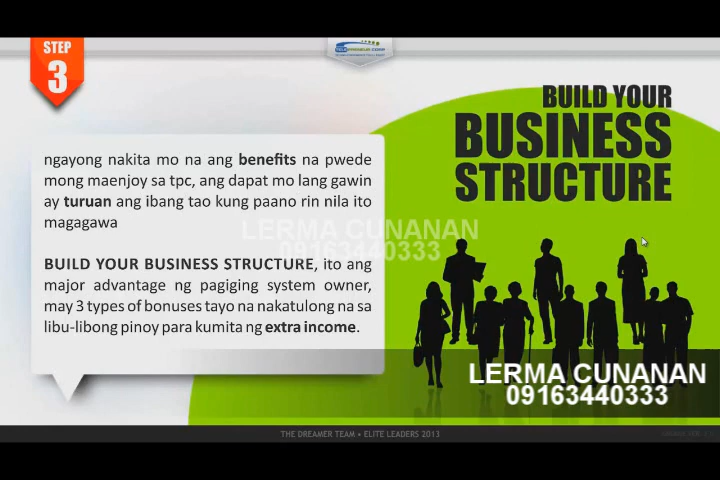 STEP
3
BUILD YOUR
BUSINESS
STRUCTURE
ngayong nakita mo na ang benefits na pwede
mong maenjoy sa tpc, ang dapat mo lang gawin
ay turuan ang ibang tao kung paano rin nila ito
magagawa
BUILD YOUR BUSINESS STRUCTURE, ito ang
major advantage ng pagiging system owner,
may 3 types of bonuses tayo na nakatulong na sa
libu-libong pinoy para kumita ng extra income.
LERMA CUNANAN
09163440333
LERMA CUNANAN
09163440333
THE DREAMER TEAM • ELITE LEADERS 2013